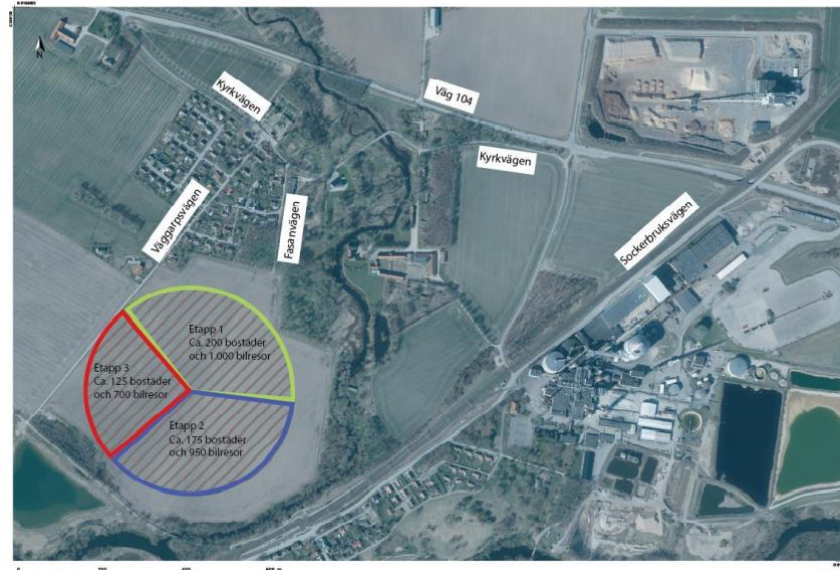 N
Kyrkvägen
Väg 104
Kyrkvägen
Väggarpsvägen
Fasanvägen
Sockerbruksvägen
Etapp 1
Ca. 200 bostäder
och 1.000 bilresor
Etapp 3
Ca. 125 bostäder
och 700 bilresor
Etapp 2
Ca. 175 bostäder
och 950 bilresor